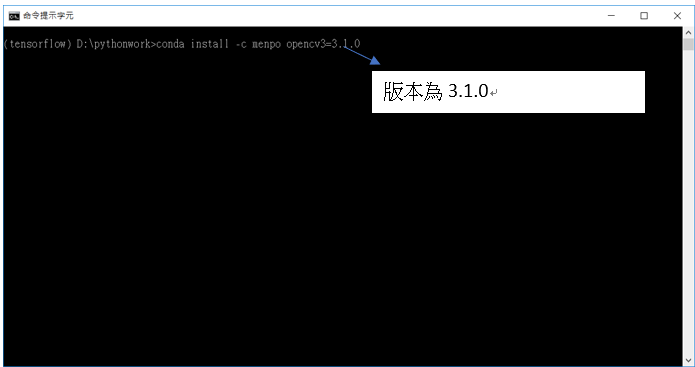 命令提示字元
(tensorflow) D:\pythonwork>conda install -c menpo opencv3=3.1.0
版本為 3.1.0↵